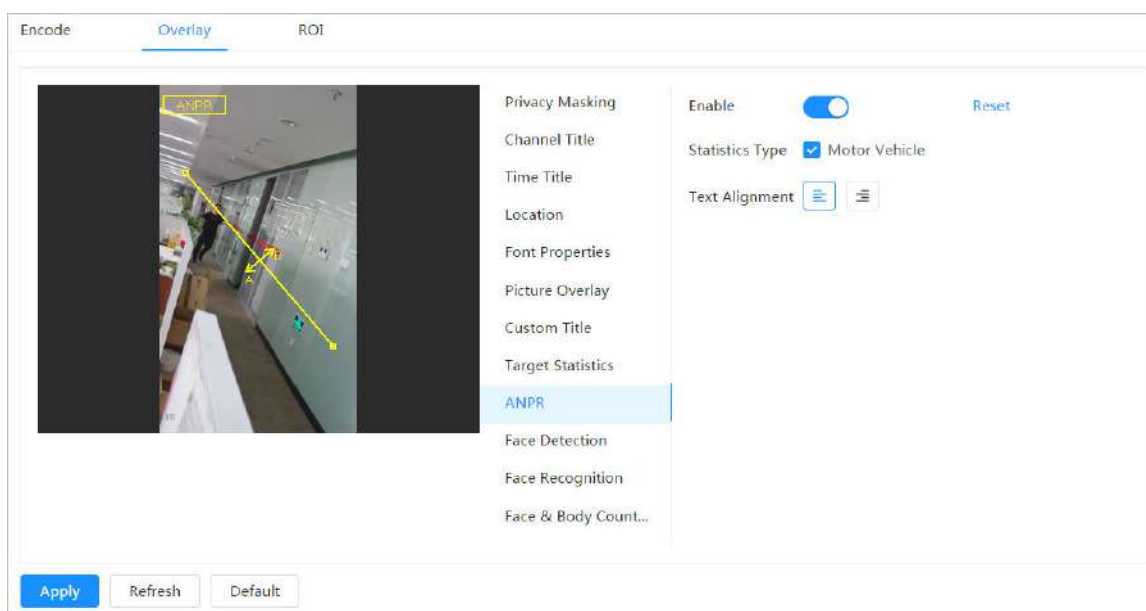 Encode Overlay ROI
ANPR
A
B
Privacy Masking
Channel Title
Time Title
Location
Font Properties
Picture Overlay
Custom Title
Target Statistics
ANPR
Face Detection
Face Recognition
Face & Body Count...
Enable Reset
Statistics Type Motor Vehicle
Text Alignment
Apply Refresh Default